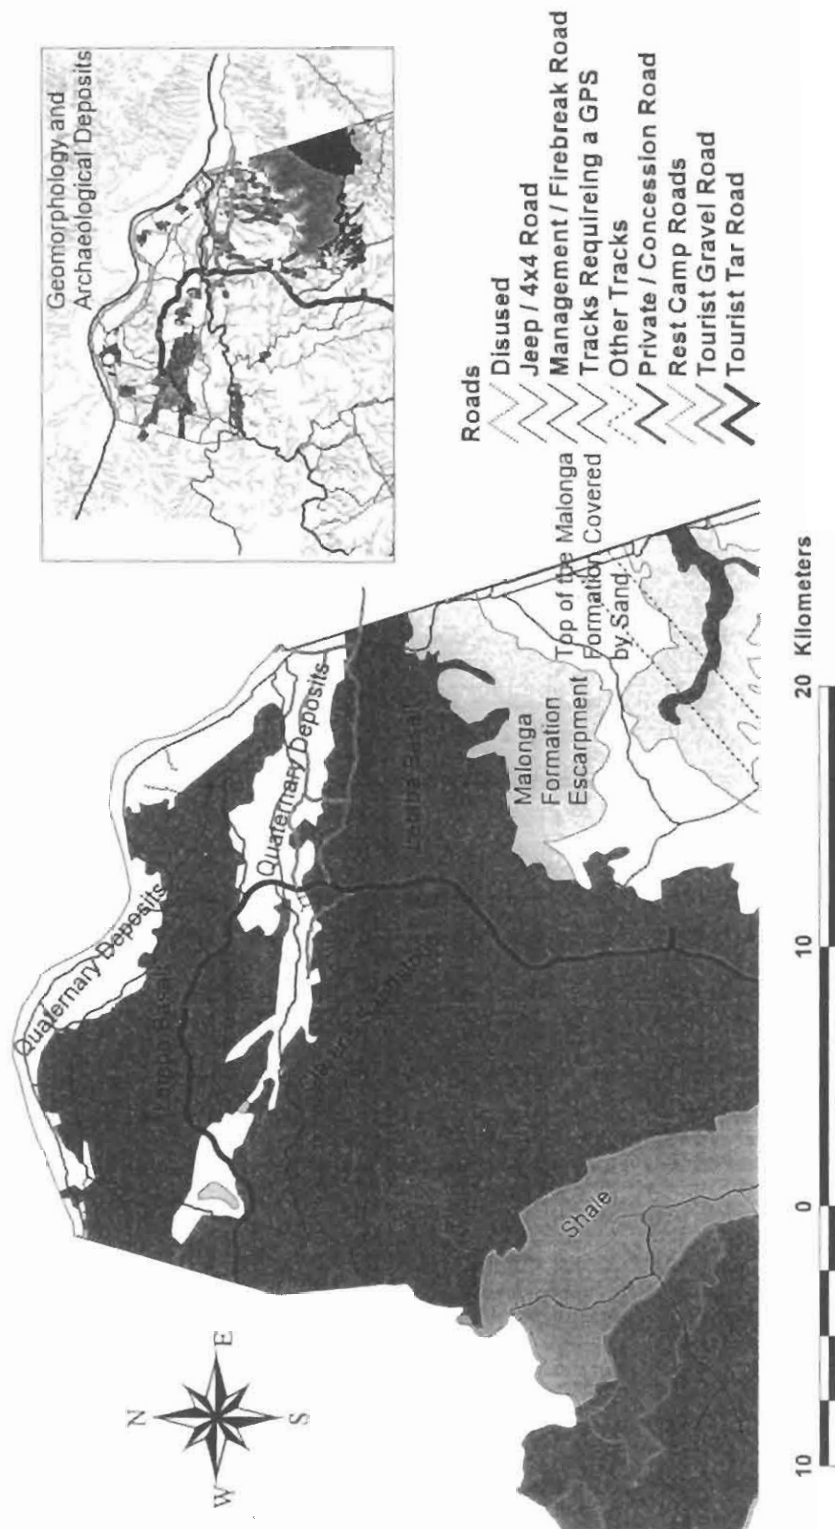 Geomorphology and
Archaeological Deposits
Roads
Disused
Jeep / 4x4 Road
Management / Firebreak Road
Tracks Requireing a GPS
Other Tracks
Private / Concession Road
Rest Camp Roads
Tourist Gravel Road
Tourist Tar Road
N
W
E
S
Quaternary Deposits
Quaternary Deposits
Basalt
Malonga
Formation
Escarpment
Top of the Malonga
Formation Covered
by Sand
Shale
10
0
10
20 Kilometers